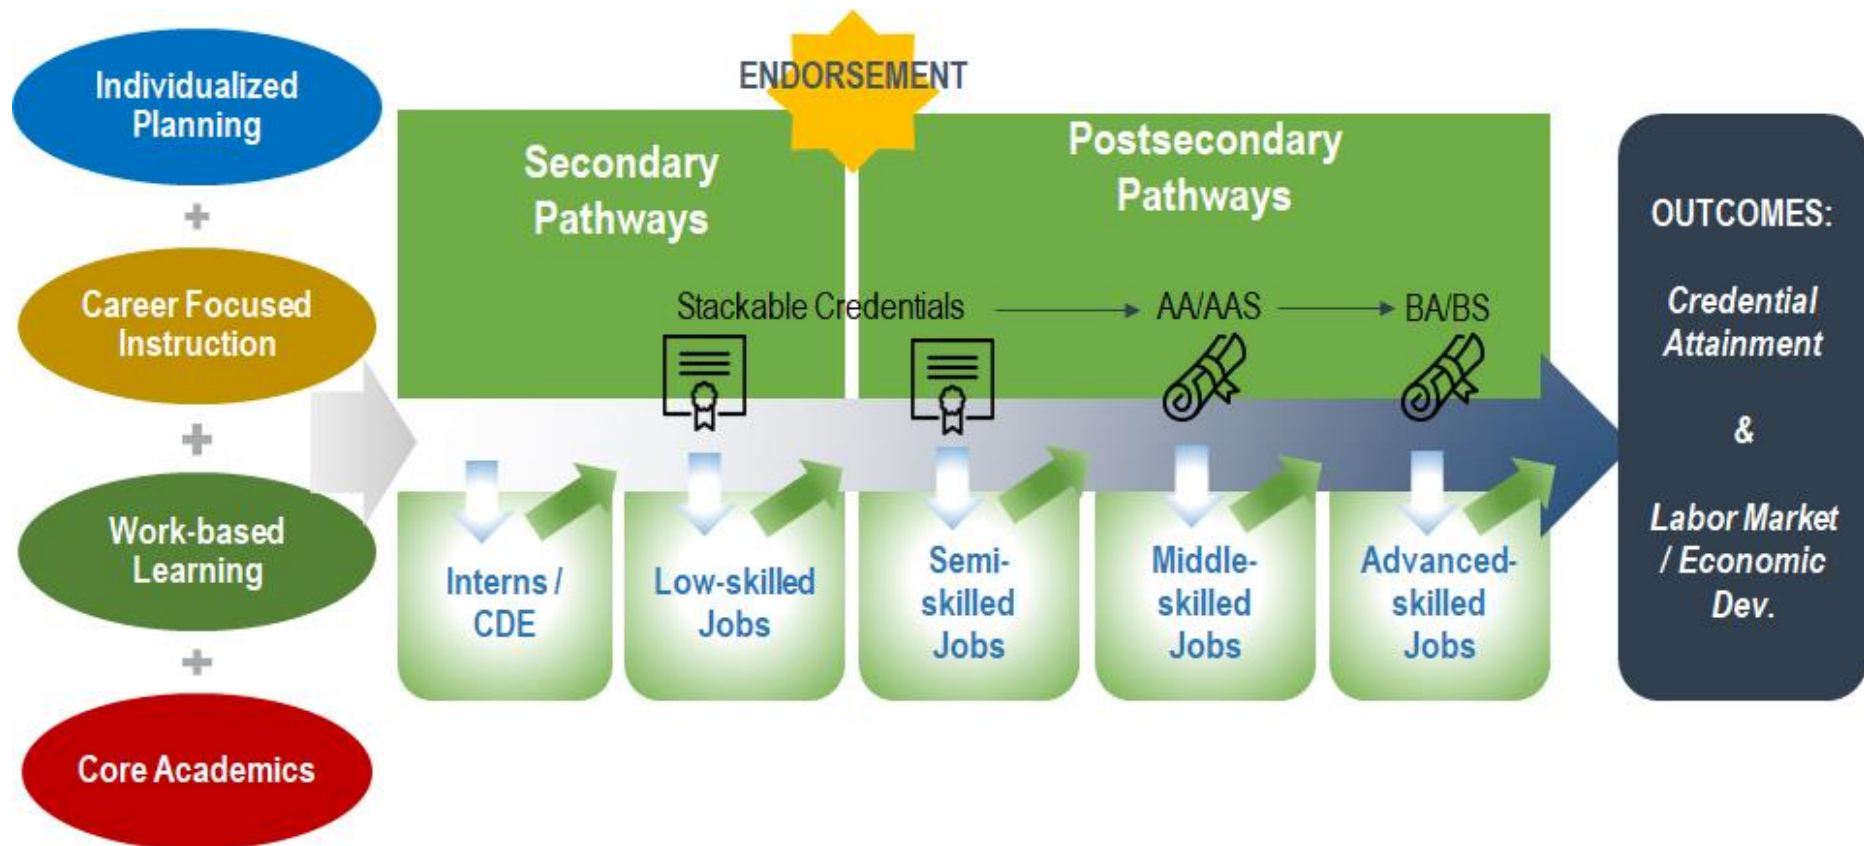 Individualized
Planning
Career Focused
Instruction
Work-based
Learning
Core Academics
ENDORSEMENT
Secondary
Pathways
Postsecondary
Pathways
Stackable Credentials
AA/AAS
BA/BS
Interns /
CDE
Low-skilled
Jobs
Semi-
skilled
Jobs
Middle-
skilled
Jobs
Advanced-
skilled
Jobs
OUTCOMES:
Credential
Attainment
&
Labor Market
/ Economic
Dev.